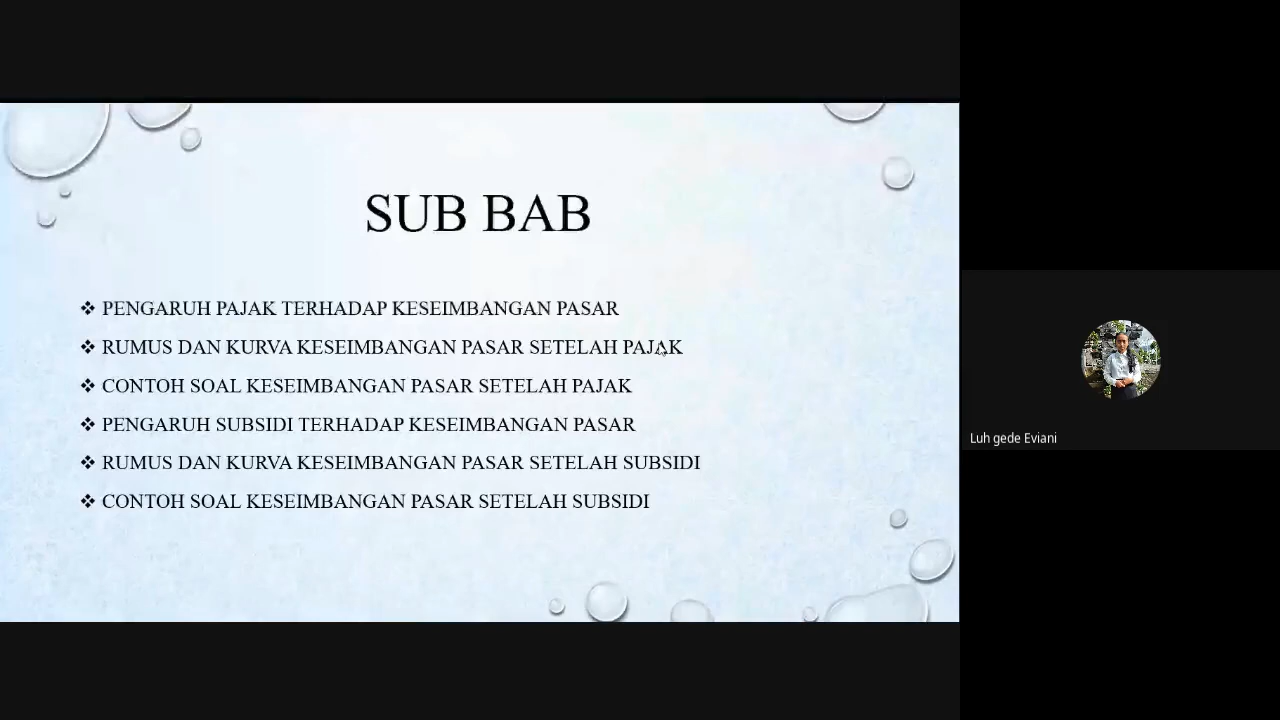 SUB BAB
❖ PENGARUH PAJAK TERHADAP KESEIMBANGAN PASAR
❖ RUMUS DAN KURVA KESEIMBANGAN PASAR SETELAH PAJAK
❖ CONTOH SOAL KESEIMBANGAN PASAR SETELAH PAJAK
❖ PENGARUH SUBSIDI TERHADAP KESEIMBANGAN PASAR
❖ RUMUS DAN KURVA KESEIMBANGAN PASAR SETELAH SUBSIDI
❖ CONTOH SOAL KESEIMBANGAN PASAR SETELAH SUBSIDI
Luh gede Eviani